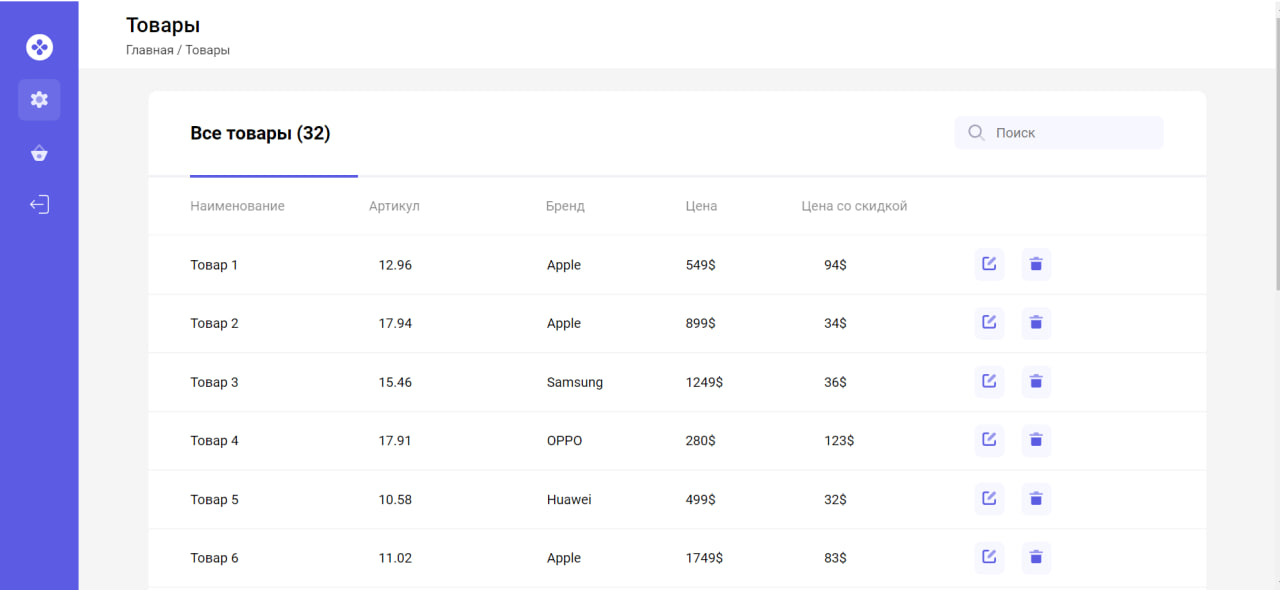 Товары
Главная / Товары
Все товары (32)
Поиск
Наименование Артикул Бренд Цена Цена со скидкой
Товар 1 12.96 Apple 549$ 94$
Товар 2 17.94 Apple 899$ 34$
Товар 3 15.46 Samsung 1249$ 36$
Товар 4 17.91 OPPO 280$ 123$
Товар 5 10.58 Huawei 499$ 32$
Товар 6 11.02 Apple 1749$ 83$